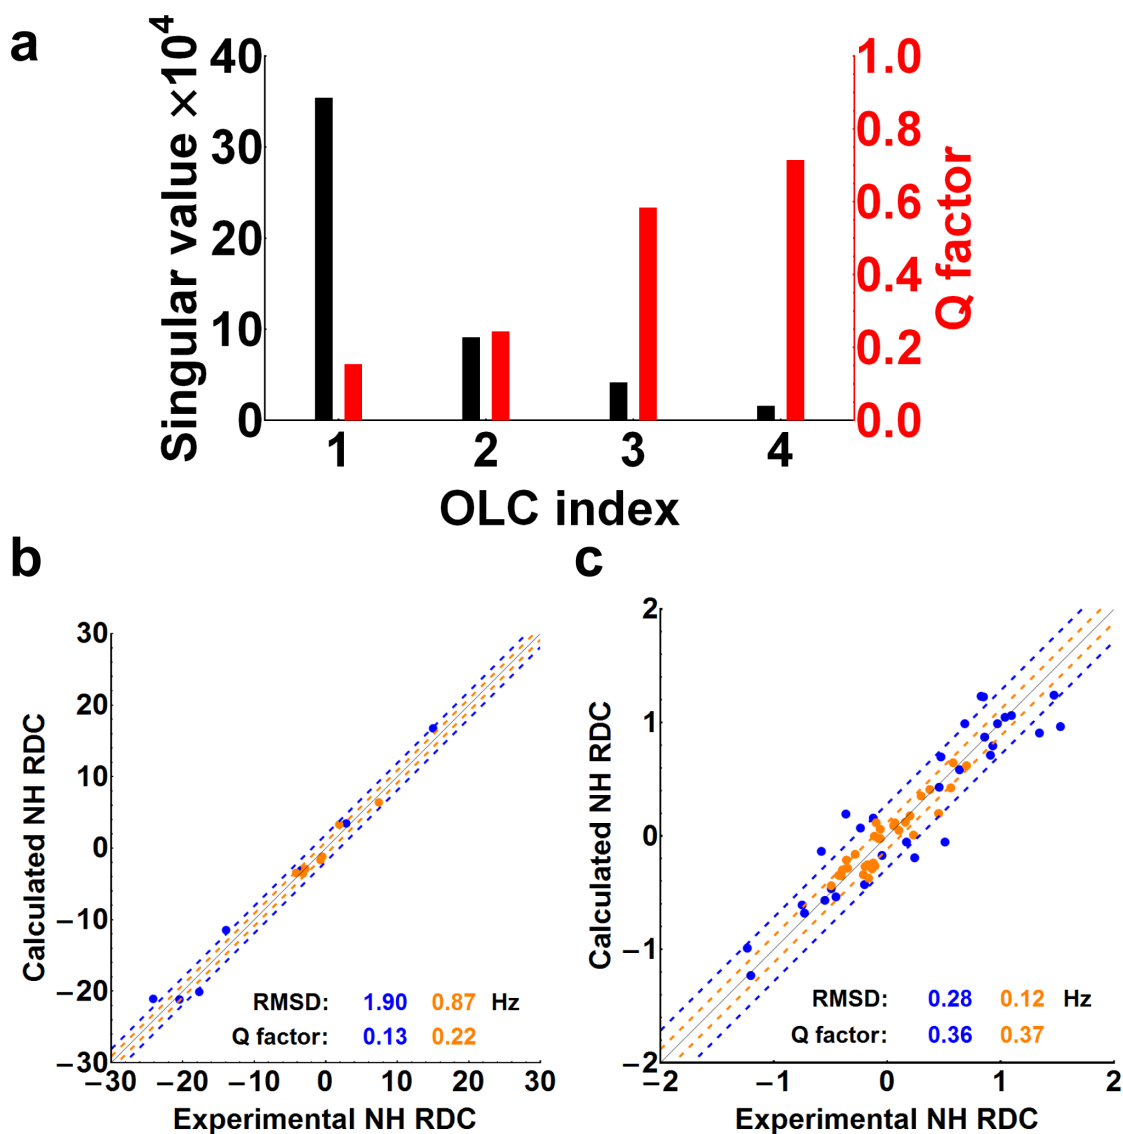 a
Singular value ×10⁴
40
30
20
10
0
1.0
0.8
0.6
0.4
0.2
0.0
Q factor
1 2 3 4
OLC index
b
Calculated NH RDC
30
20
10
0
−10
−20
−30
RMSD: 1.90 0.87 Hz
Q factor: 0.13 0.22
−30 −20 −10 0 10 20 30
Experimental NH RDC
c
Calculated NH RDC
2
1
0
−1
−2
RMSD: 0.28 0.12 Hz
Q factor: 0.36 0.37
−2 −1 0 1 2
Experimental NH RDC